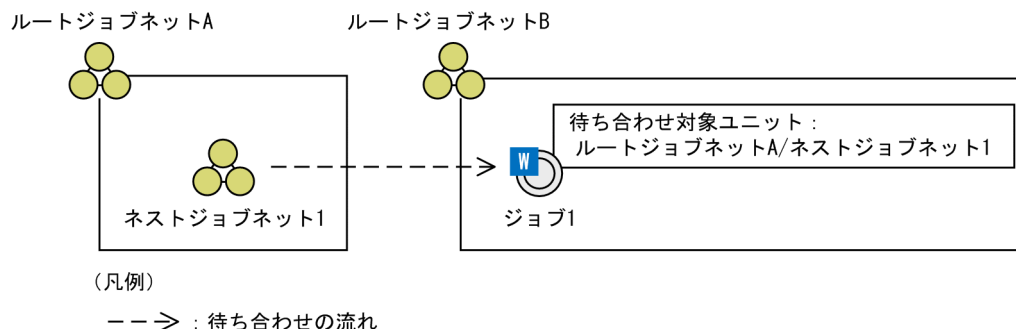 ルートジョブネットA
ルートジョブネットB
待ち合わせ対象ユニット：
ルートジョブネットA/ネストジョブネット1
W
ネストジョブネット1
ジョブ1
（凡例）
：待ち合わせの流れ